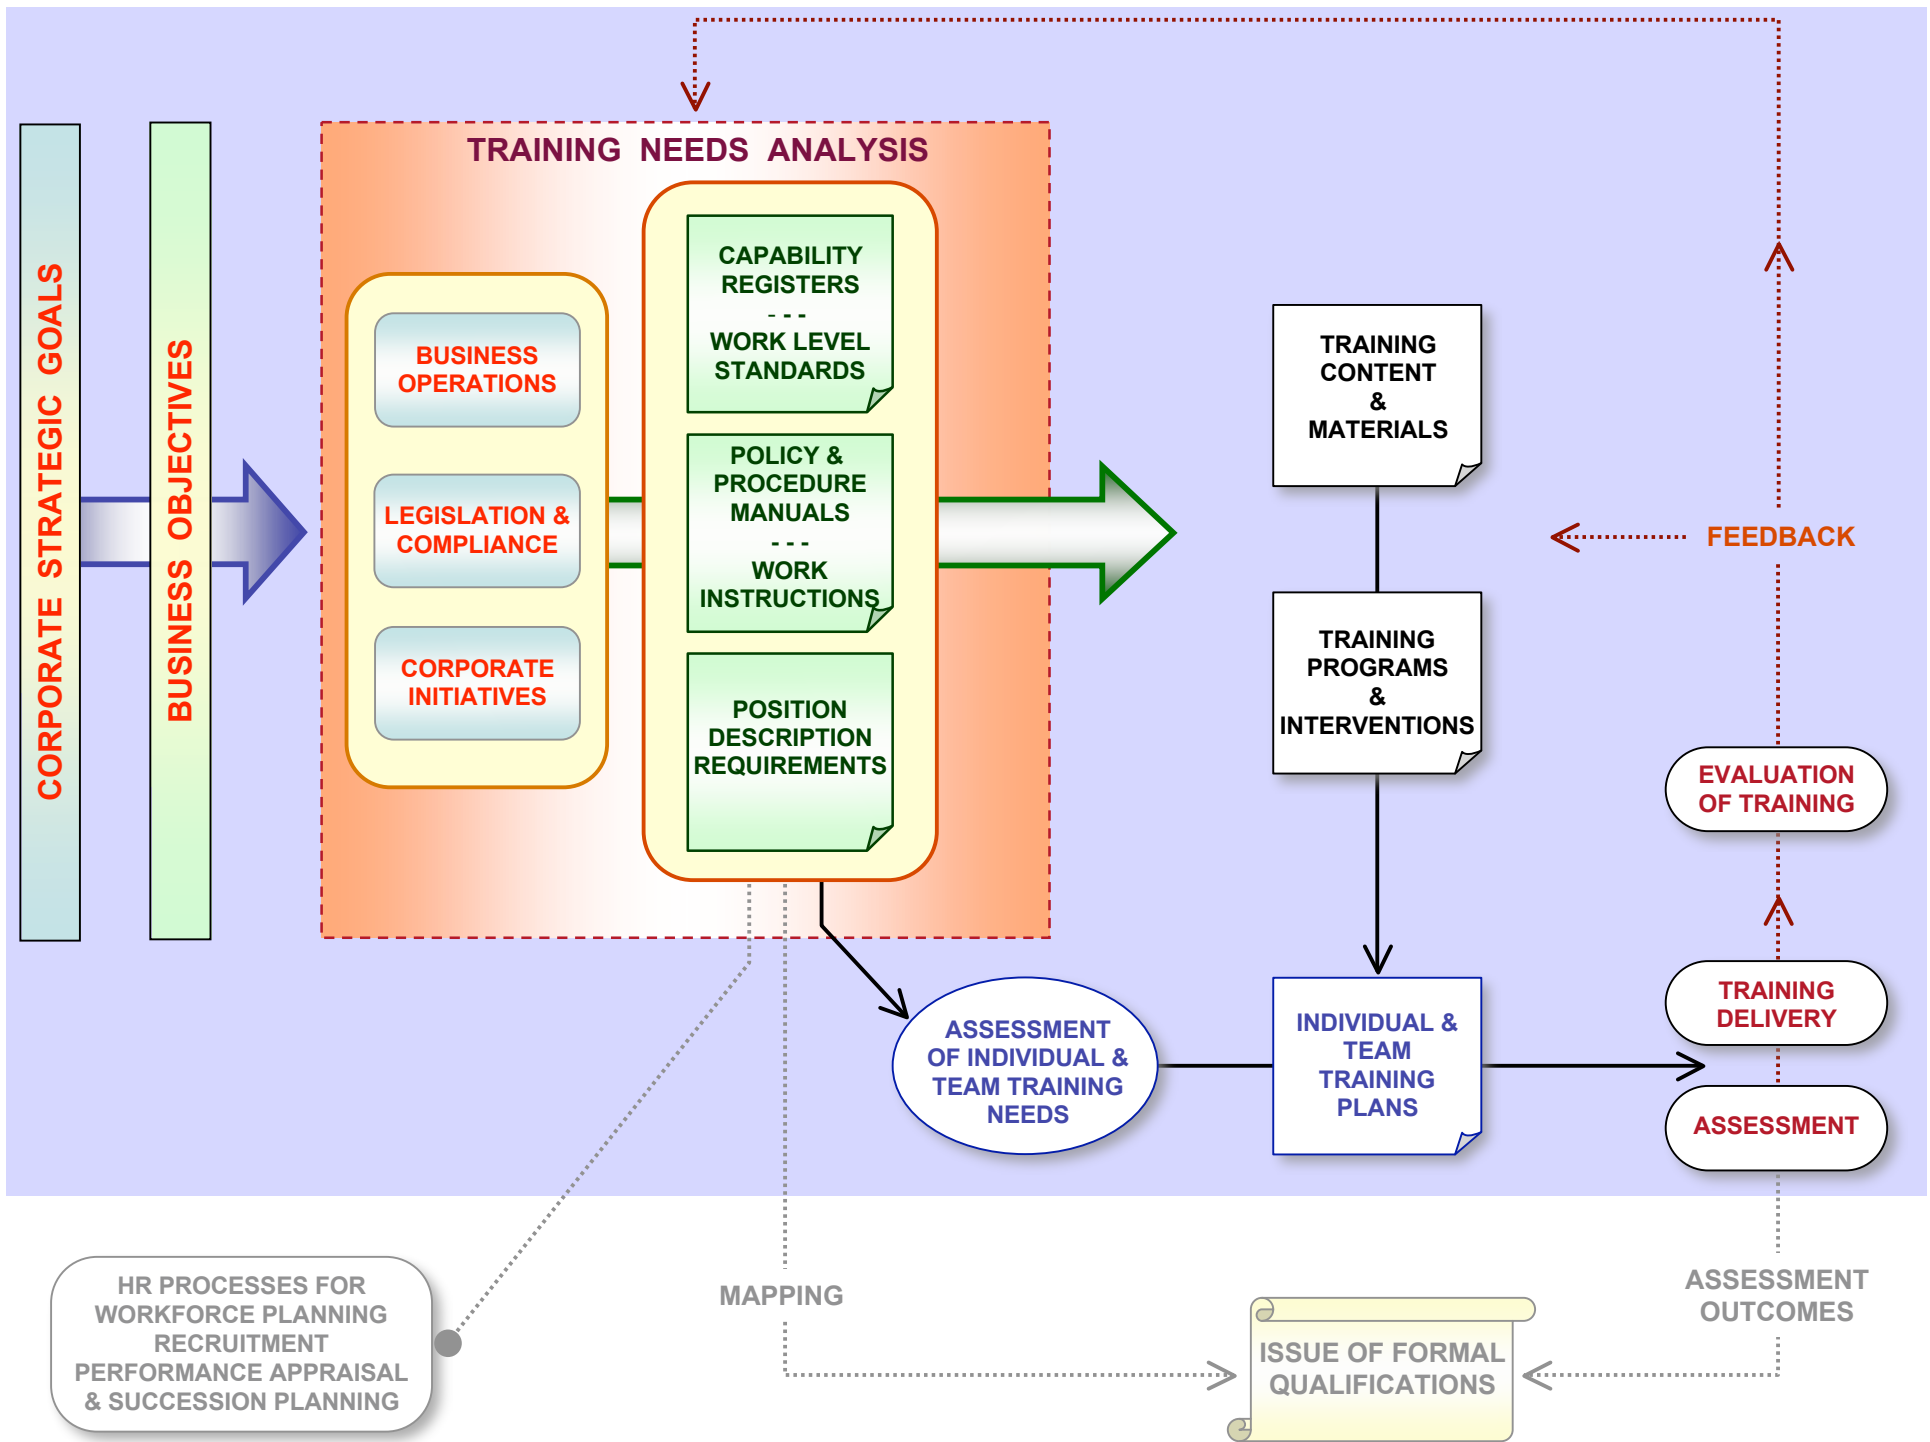 CORPORATE STRATEGIC GOALS
BUSINESS OBJECTIVES
TRAINING NEEDS ANALYSIS
BUSINESS
OPERATIONS
LEGISLATION &
COMPLIANCE
CORPORATE
INITIATIVES
CAPABILITY
REGISTERS
- - -
WORK LEVEL
STANDARDS
POLICY &
PROCEDURE
MANUALS
- - -
WORK
INSTRUCTIONS
POSITION
DESCRIPTION
REQUIREMENTS
TRAINING
CONTENT
&
MATERIALS
TRAINING
PROGRAMS
&
INTERVENTIONS
FEEDBACK
EVALUATION
OF TRAINING
TRAINING
DELIVERY
ASSESSMENT
ASSESSMENT
OF INDIVIDUAL &
TEAM TRAINING
NEEDS
INDIVIDUAL &
TEAM
TRAINING
PLANS
HR PROCESSES FOR
WORKFORCE PLANNING
RECRUITMENT
PERFORMANCE APPRAISAL
& SUCCESSION PLANNING
MAPPING
ISSUE OF FORMAL
QUALIFICATIONS
ASSESSMENT
OUTCOMES